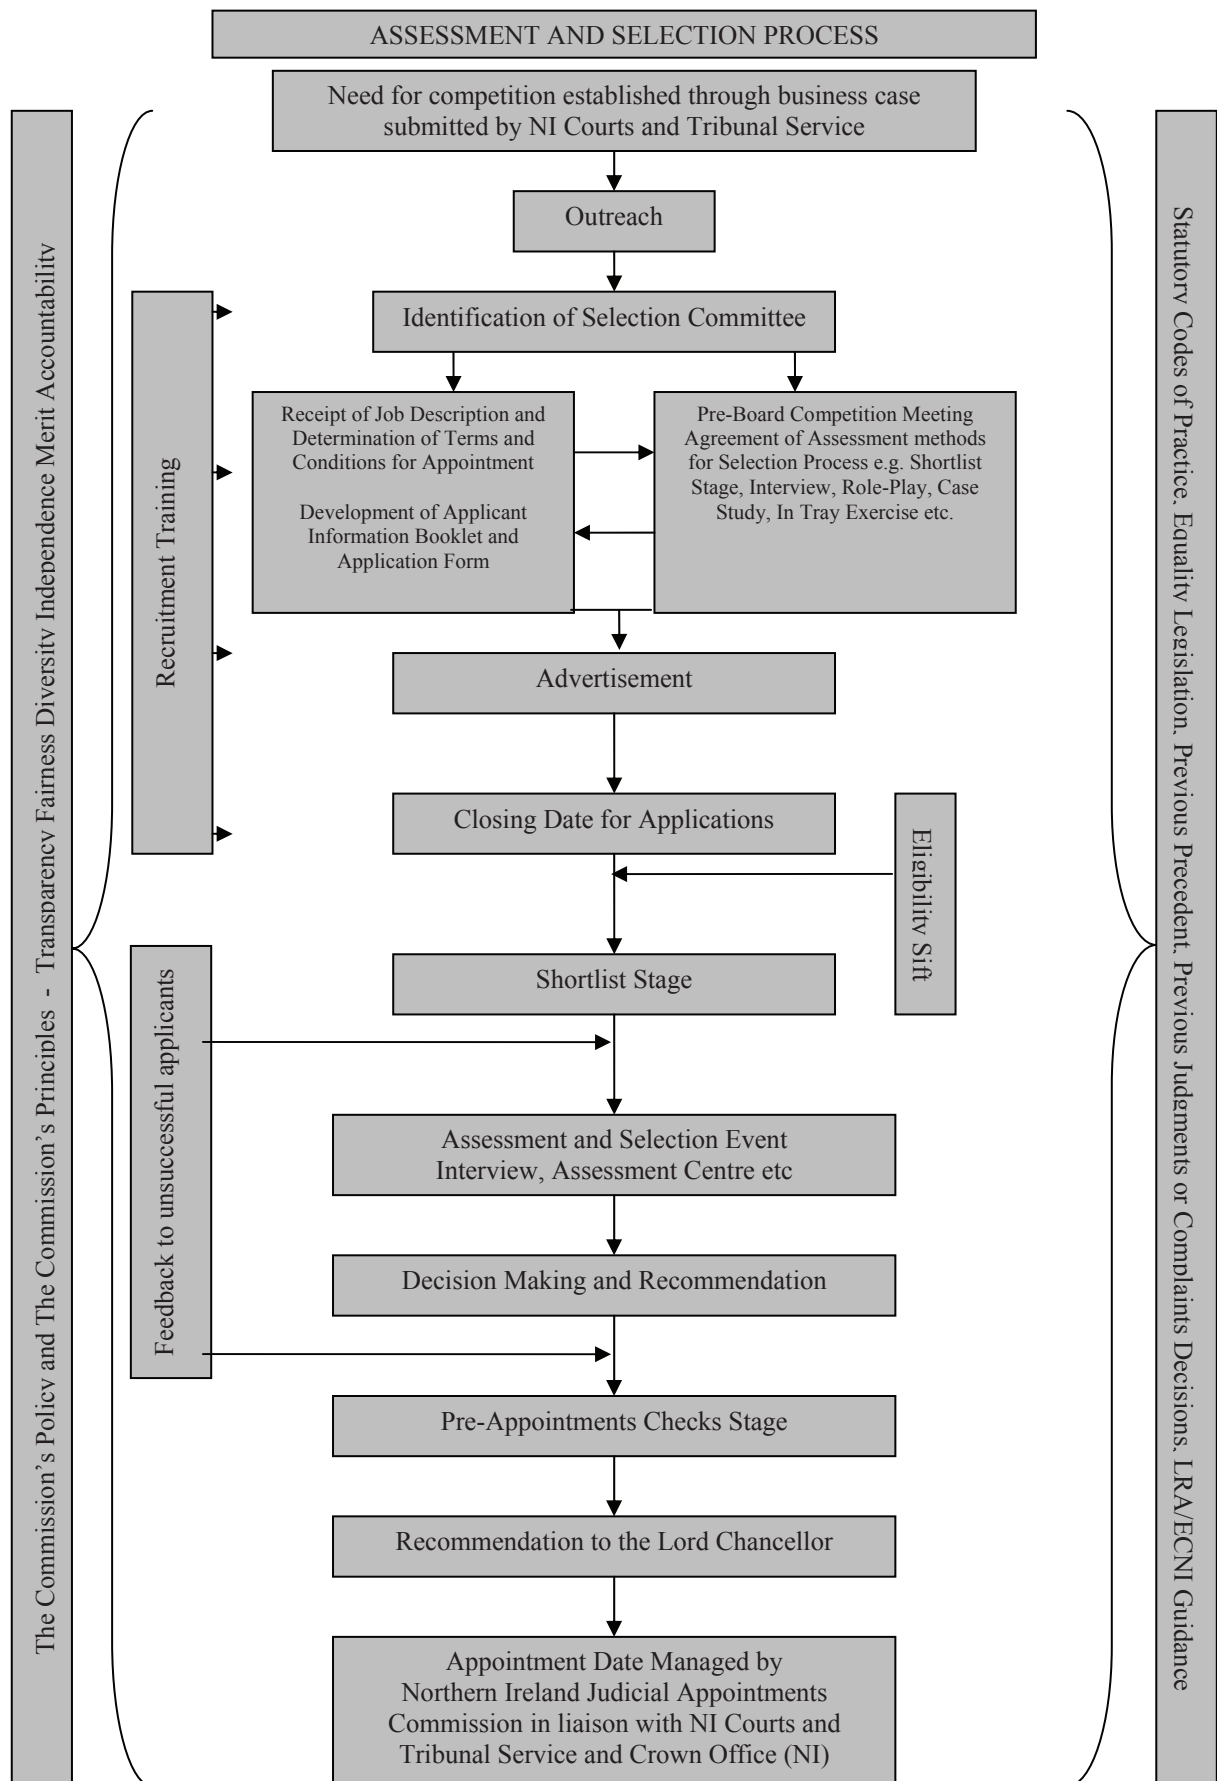 ASSESSMENT AND SELECTION PROCESS
Need for competition established through business case
submitted by NI Courts and Tribunal Service
Outreach
Identification of Selection Committee
Receipt of Job Description and
Determination of Terms and
Conditions for Appointment
Development of Applicant
Information Booklet and
Application Form
Pre-Board Competition Meeting
Agreement of Assessment methods
for Selection Process e.g. Shortlist
Stage, Interview, Role-Play, Case
Study, In Tray Exercise etc.
Recruitment Training
Advertisement
Closing Date for Applications
Eligibility Sift
Shortlist Stage
Feedback to unsuccessful applicants
Assessment and Selection Event
Interview, Assessment Centre etc
Decision Making and Recommendation
Pre-Appointments Checks Stage
Recommendation to the Lord Chancellor
Appointment Date Managed by
Northern Ireland Judicial Appointments
Commission in liaison with NI Courts and
Tribunal Service and Crown Office (NI)
The Commission's Policy and The Commission's Principles - Transparency Fairness Diversity Independence Merit Accountability
Statutory Codes of Practice, Equality Legislation, Previous Precedent, Previous Judgments or Complaints Decisions, LRA/ECNI Guidance